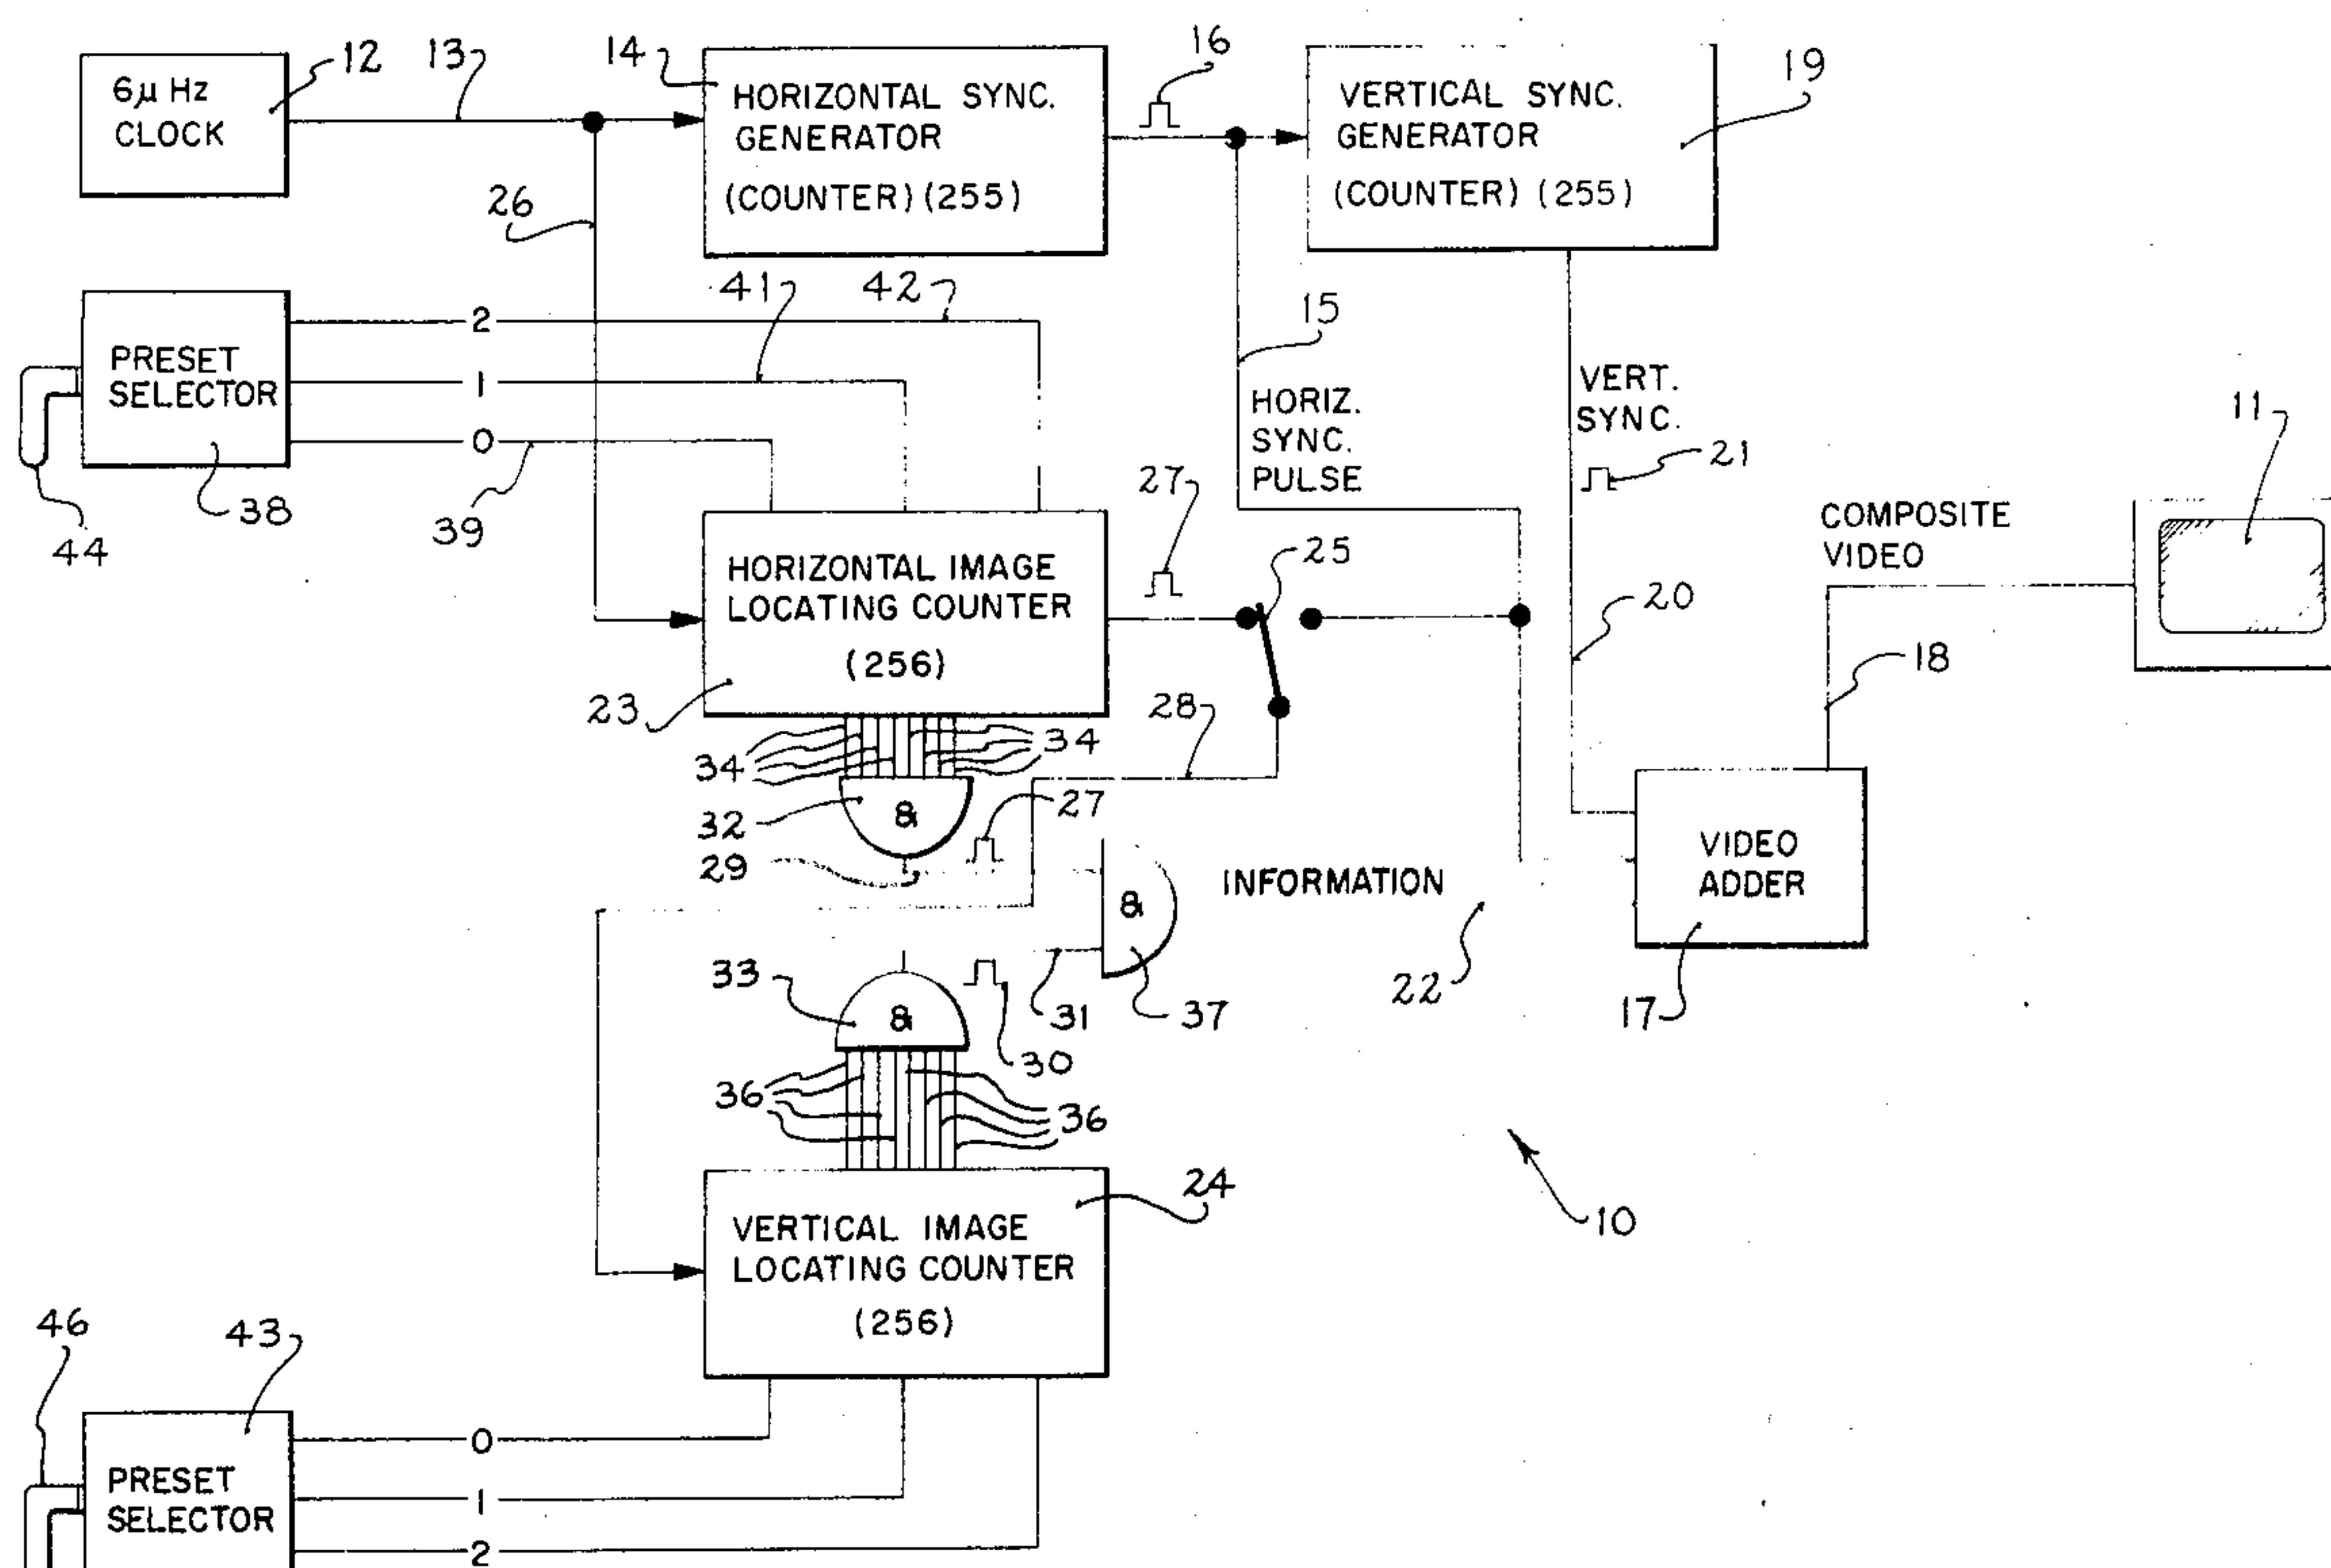 6μ Hz
CLOCK
12
13
14
HORIZONTAL SYNC.
GENERATOR
(COUNTER) (255)
16
VERTICAL SYNC.
GENERATOR
(COUNTER) (255)
19
26
41
42
15
PRESET
SELECTOR
2
1
0
44
38
39
HORIZ.
SYNC.
PULSE
VERT.
SYNC.
21
11
COMPOSITE
VIDEO
27
25
HORIZONTAL IMAGE
LOCATING COUNTER
(256)
23
20
18
28
34
34
32
&
27
29
&
INFORMATION
22
VIDEO
ADDER
17
33
&
31
37
30
36
36
24
10
VERTICAL IMAGE
LOCATING COUNTER
(256)
46
43
PRESET
SELECTOR
0
1
2